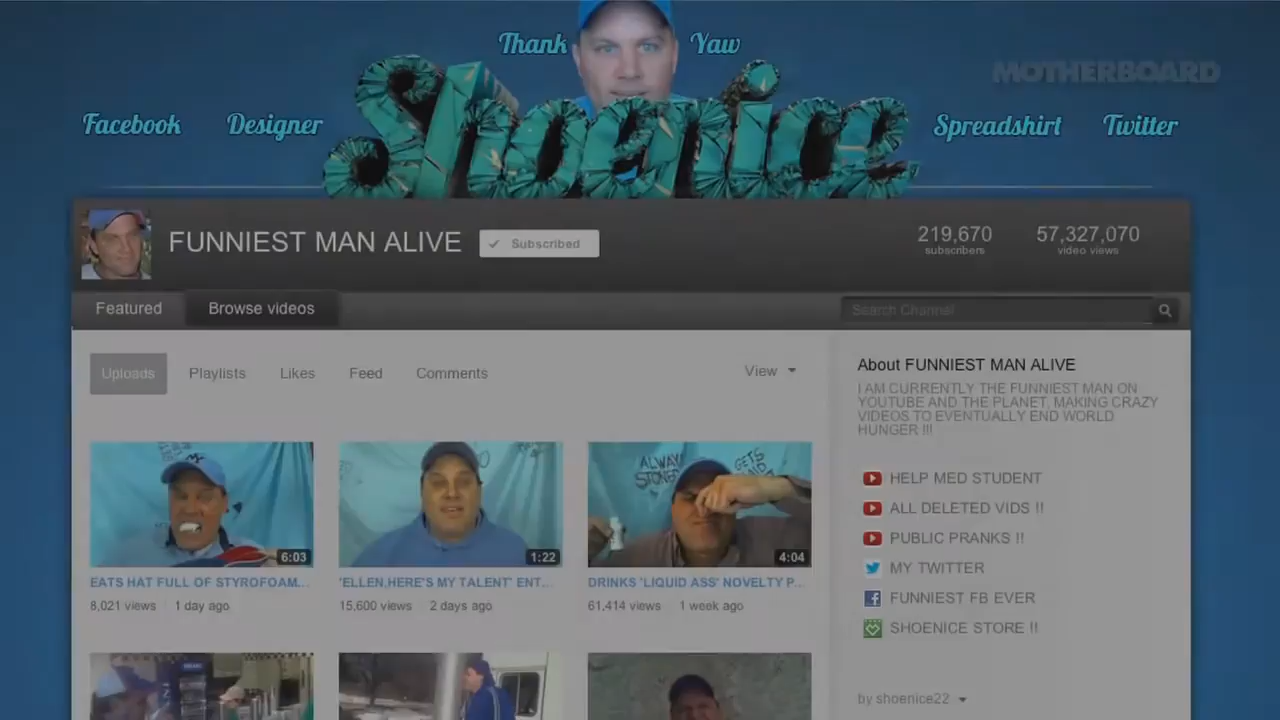 Thank
Yaw
MOTHERBOARD
Facebook
Designer
Shoenice
Spreadshirt
Twitter
FUNNIEST MAN ALIVE
Subscribed
219,670
subscribers
57,327,070
video views
Featured
Browse videos
Search Channel
Uploads
Playlists
Likes
Feed
Comments
View
About FUNNIEST MAN ALIVE
I AM CURRENTLY THE FUNNIEST MAN ON
YOUTUBE AND THE PLANET, MAKING CRAZY
VIDEOS TO EVENTUALLY END WORLD
HUNGER !!!
ALWAYS
STONED
GETS
6:03
1:22
4:04
EATS HAT FULL OF STYROFOAM...
'ELLEN,HERE'S MY TALENT' ENT...
DRINKS 'LIQUID ASS' NOVELTY P...
8,021 views
1 day ago
15,600 views
2 days ago
61,414 views
1 week ago
HELP MED STUDENT
ALL DELETED VIDS !!
PUBLIC PRANKS !!
MY TWITTER
FUNNIEST FB EVER
SHOENICE STORE !!
by shoenice22